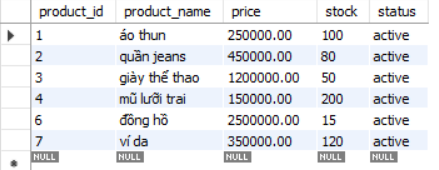 product_id product_name price stock status
1 áo thun 250000.00 100 active
2 quần jeans 450000.00 80 active
3 giày thể thao 1200000.00 50 active
4 mũ lưỡi trai 150000.00 200 active
6 đồng hồ 2500000.00 15 active
7 ví da 350000.00 120 active
NULL NULL NULL NULL NULL